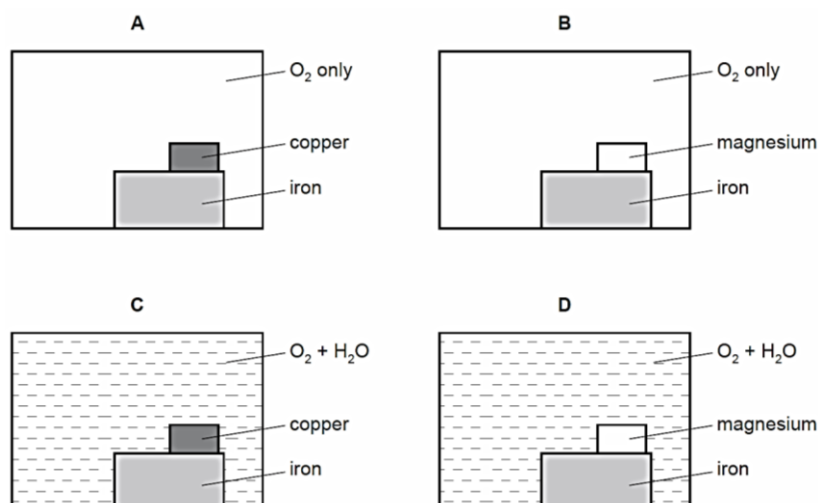 A
O₂ only
copper
iron
B
O₂ only
magnesium
iron
C
O₂ + H₂O
copper
iron
D
O₂ + H₂O
magnesium
iron